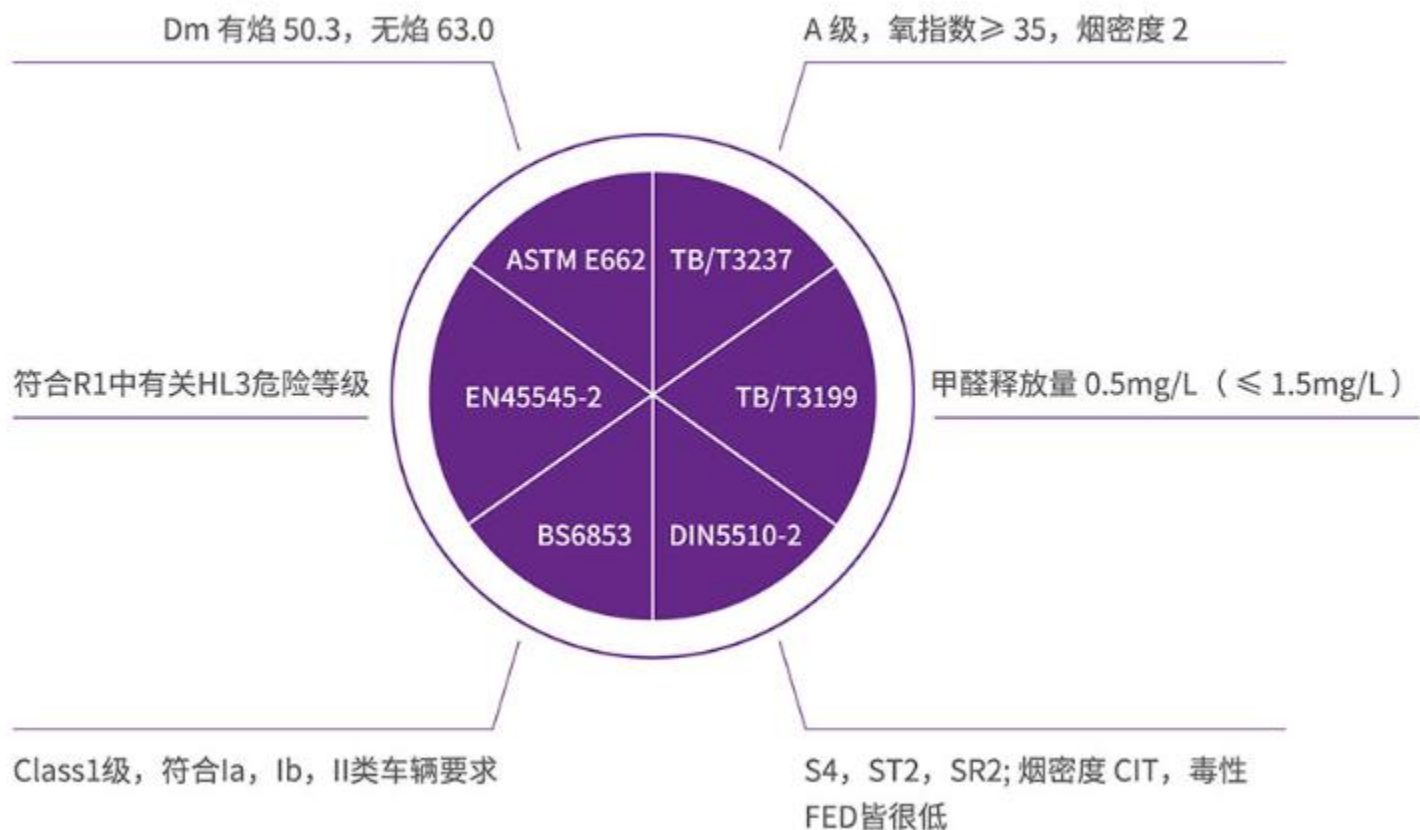 Dm 有焰 50.3，无焰 63.0
A 级，氧指数≥ 35，烟密度 2
ASTM E662
TB/T3237
符合R1中有关HL3危险等级
EN45545-2
TB/T3199
甲醛释放量 0.5mg/L（ ≤ 1.5mg/L ）
BS6853
DIN5510-2
Class1级，符合Ia，Ib，II类车辆要求
S4，ST2，SR2; 烟密度 CIT，毒性
FED皆很低